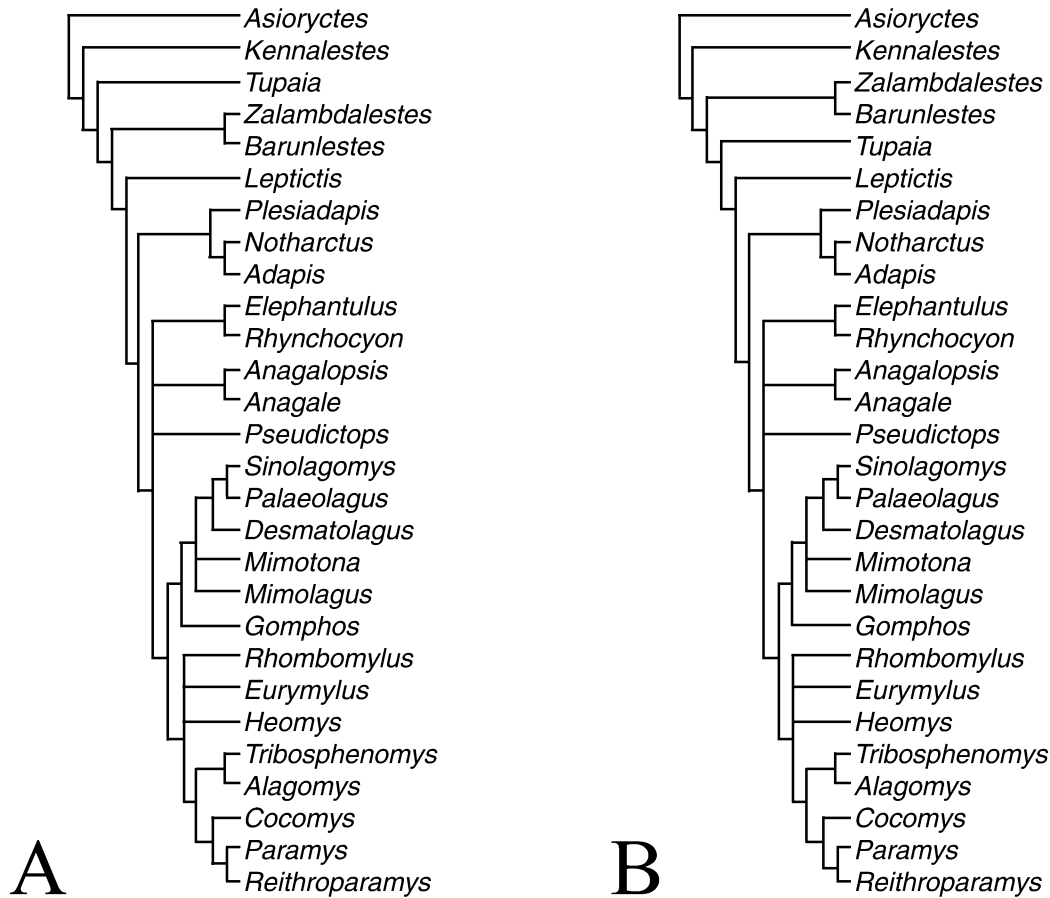 Asioryctes
Kennalestes
Tupaia
Zalambdalestes
Barunlestes
Leptictis
Plesiadapis
Notharctus
Adapis
Elephantulus
Rhynchocyon
Anagalopsis
Anagale
Pseudictops
Sinolagomys
Palaeolagus
Desmatolagus
Mimotona
Mimolagus
Gomphos
Rhombomylus
Eurymylus
Heomys
Tribosphenomys
Alagomys
Cocomys
Paramys
Reithroparamys
A
Asioryctes
Kennalestes
Zalambdalestes
Barunlestes
Tupaia
Leptictis
Plesiadapis
Notharctus
Adapis
Elephantulus
Rhynchocyon
Anagalopsis
Anagale
Pseudictops
Sinolagomys
Palaeolagus
Desmatolagus
Mimotona
Mimolagus
Gomphos
Rhombomylus
Eurymylus
Heomys
Tribosphenomys
Alagomys
Cocomys
Paramys
Reithroparamys
B